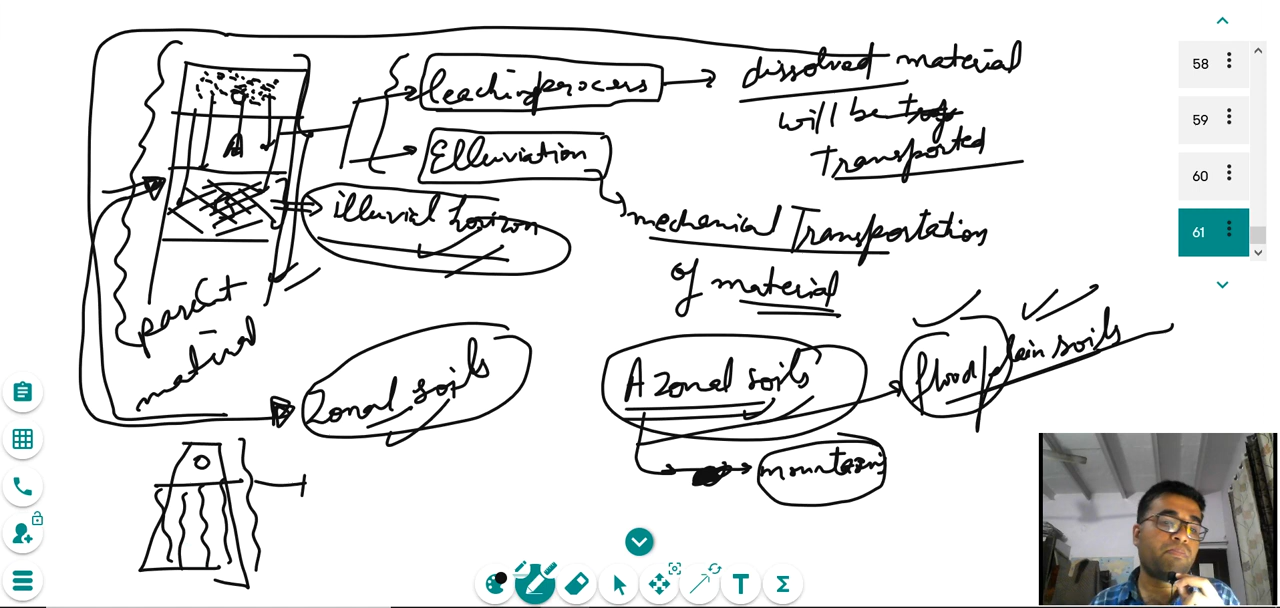 leaching process
dissolved material
will be
Transported
Elluviation
mechanical Transportation
of material
illuvial horizon
O
A
parent
material
Zonal soils
A zonal soils
flood plain soils
mountain
O
58
59
60
61
T
Σ